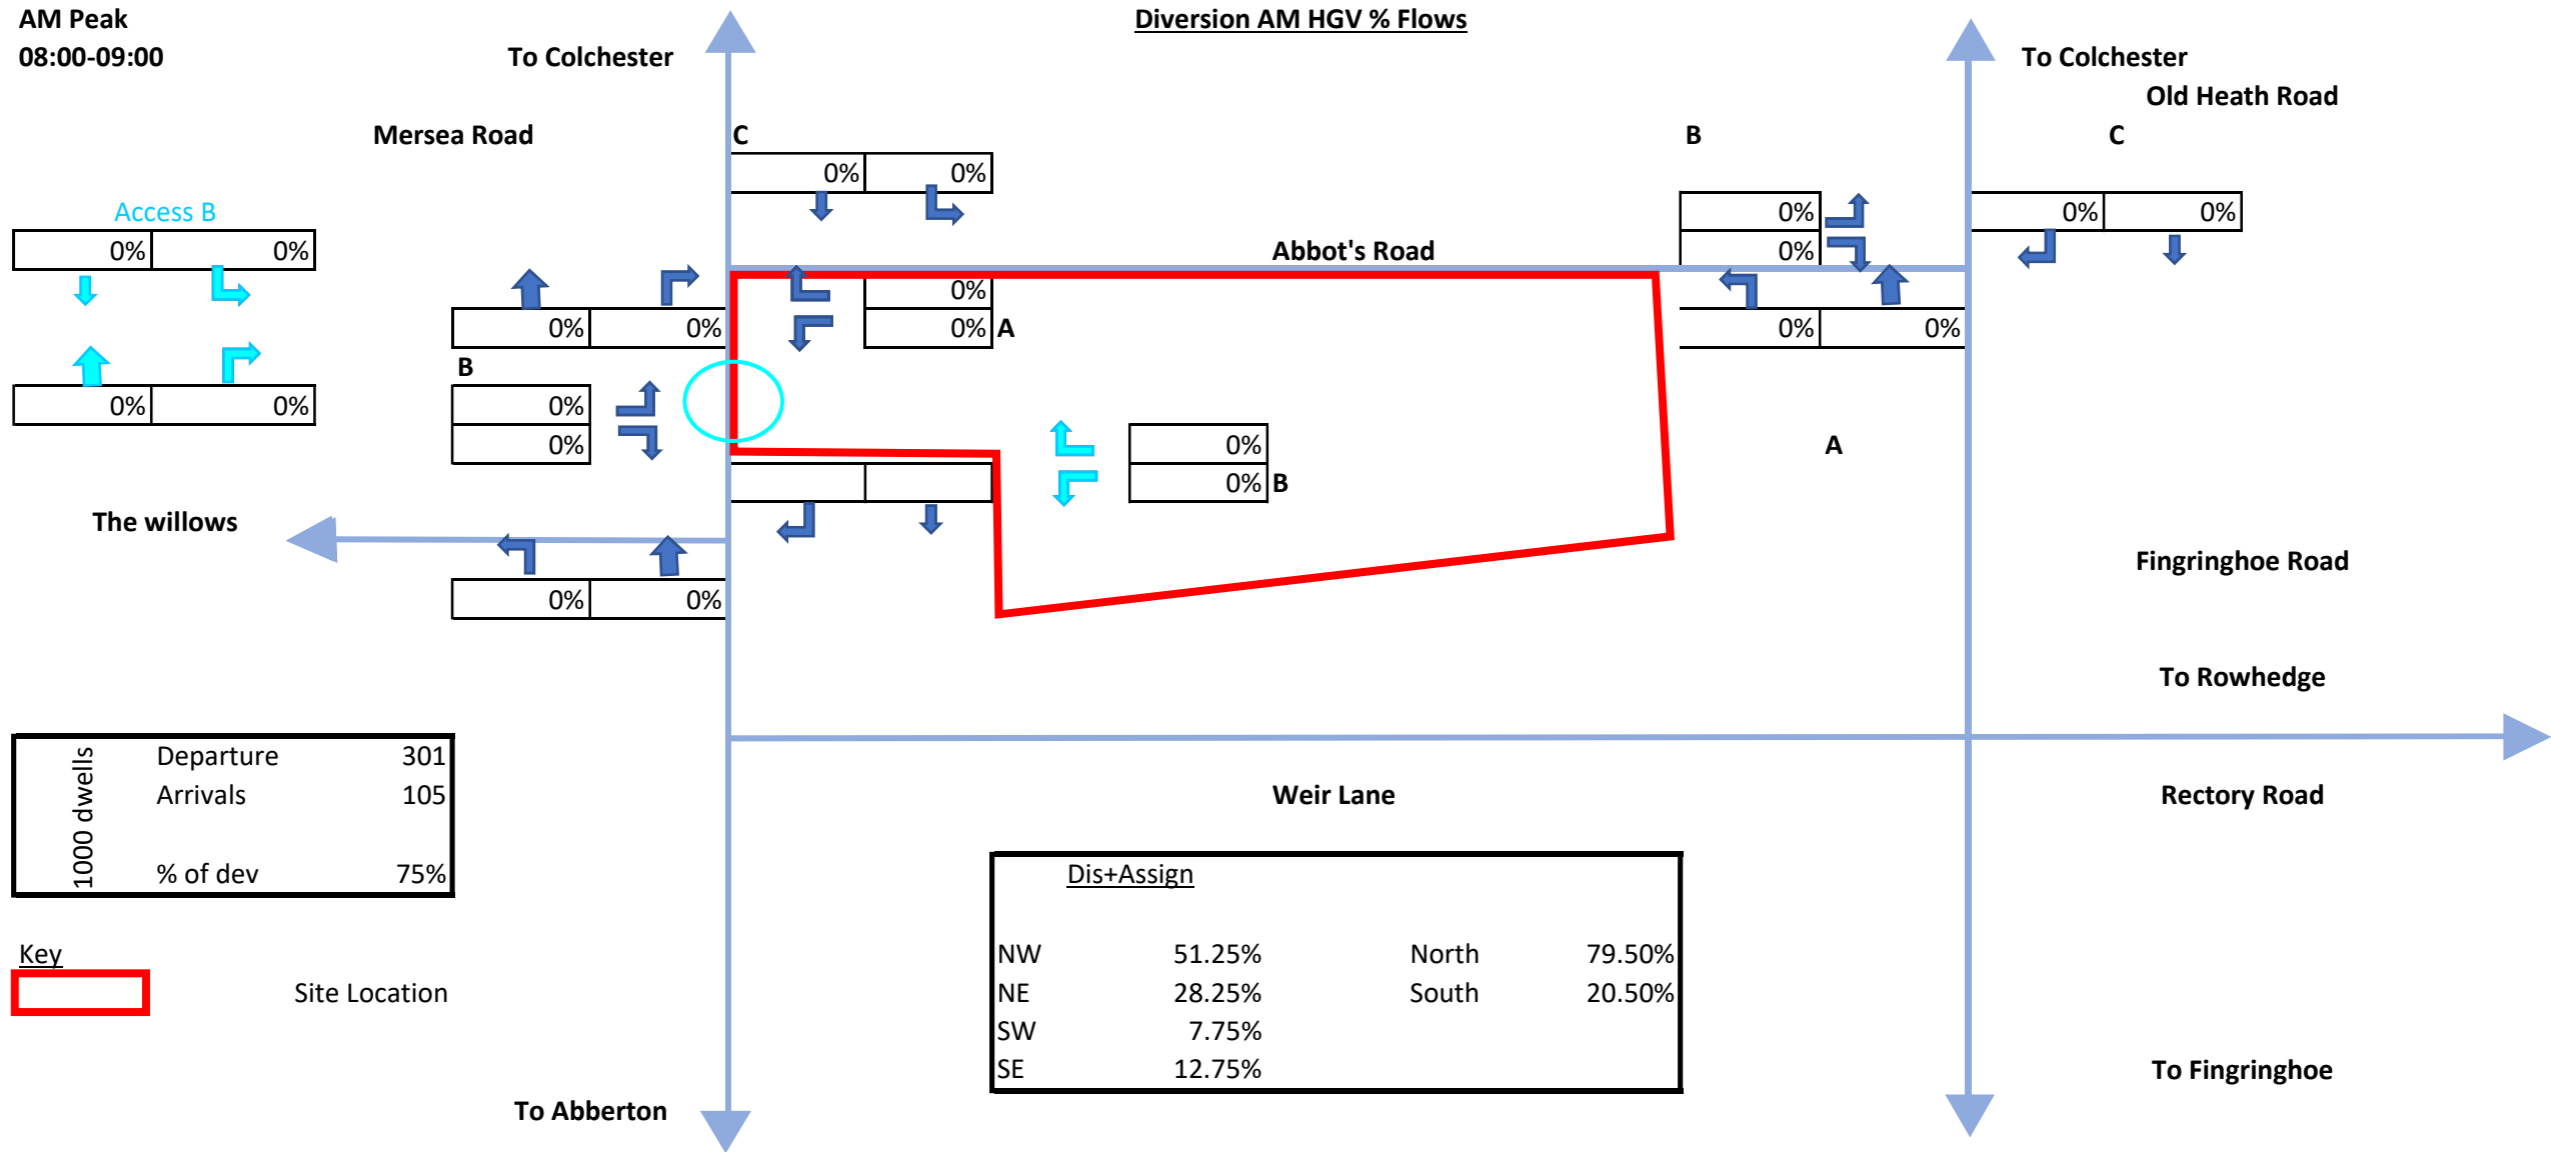 AM Peak
Diversion AM HGV % Flows
08:00-09:00
To Colchester
To Colchester
Old Heath Road
Mersea Road
C
B
C
0% 0%
Access B
0%
0% 0%
0% 0%
0%
Abbot's Road
0%
0% 0%
0% A
0% 0%
B
0% 0%
0%
0%
0%
0% B
A
The willows
Fingringhoe Road
0% 0%
To Rowhedge
1000 dwells
Departure 301
Arrivals 105
% of dev 75%
Weir Lane
Rectory Road
Dis+Assign
NW 51.25% North 79.50%
NE 28.25% South 20.50%
SW 7.75%
SE 12.75%
Key
Site Location
To Fingringhoe
To Abberton